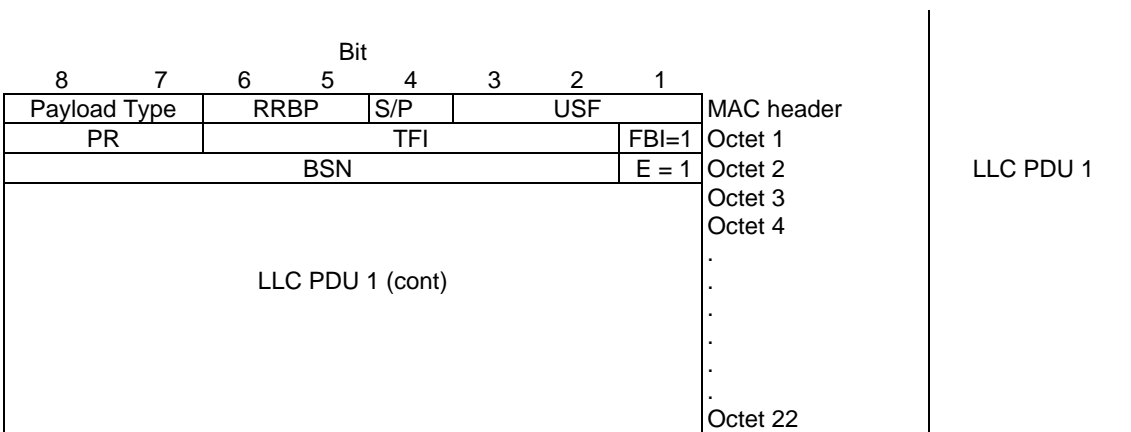 Bit
8 7 6 5 4 3 2 1
Payload Type RRBP S/P USF MAC header
PR TFI FBI=1 Octet 1
BSN E = 1 Octet 2 LLC PDU 1
Octet 3
Octet 4
.
LLC PDU 1 (cont) .
.
.
.
.
Octet 22